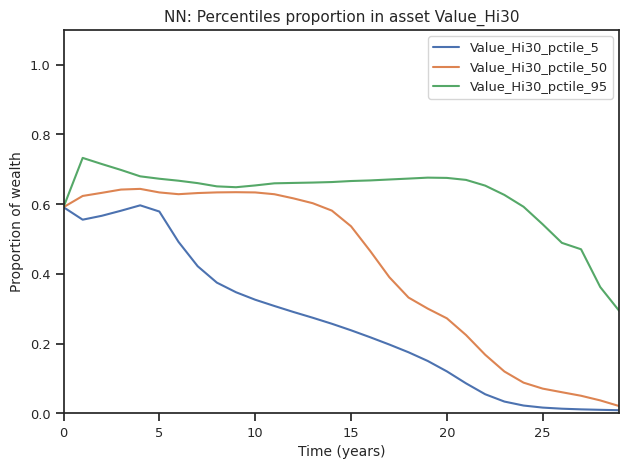 NN: Percentiles proportion in asset Value_Hi30
Value_Hi30_pctile_5
Value_Hi30_pctile_50
Value_Hi30_pctile_95
Proportion of wealth
1.0
0.8
0.6
0.4
0.2
0.0
0 5 10 15 20 25
Time (years)